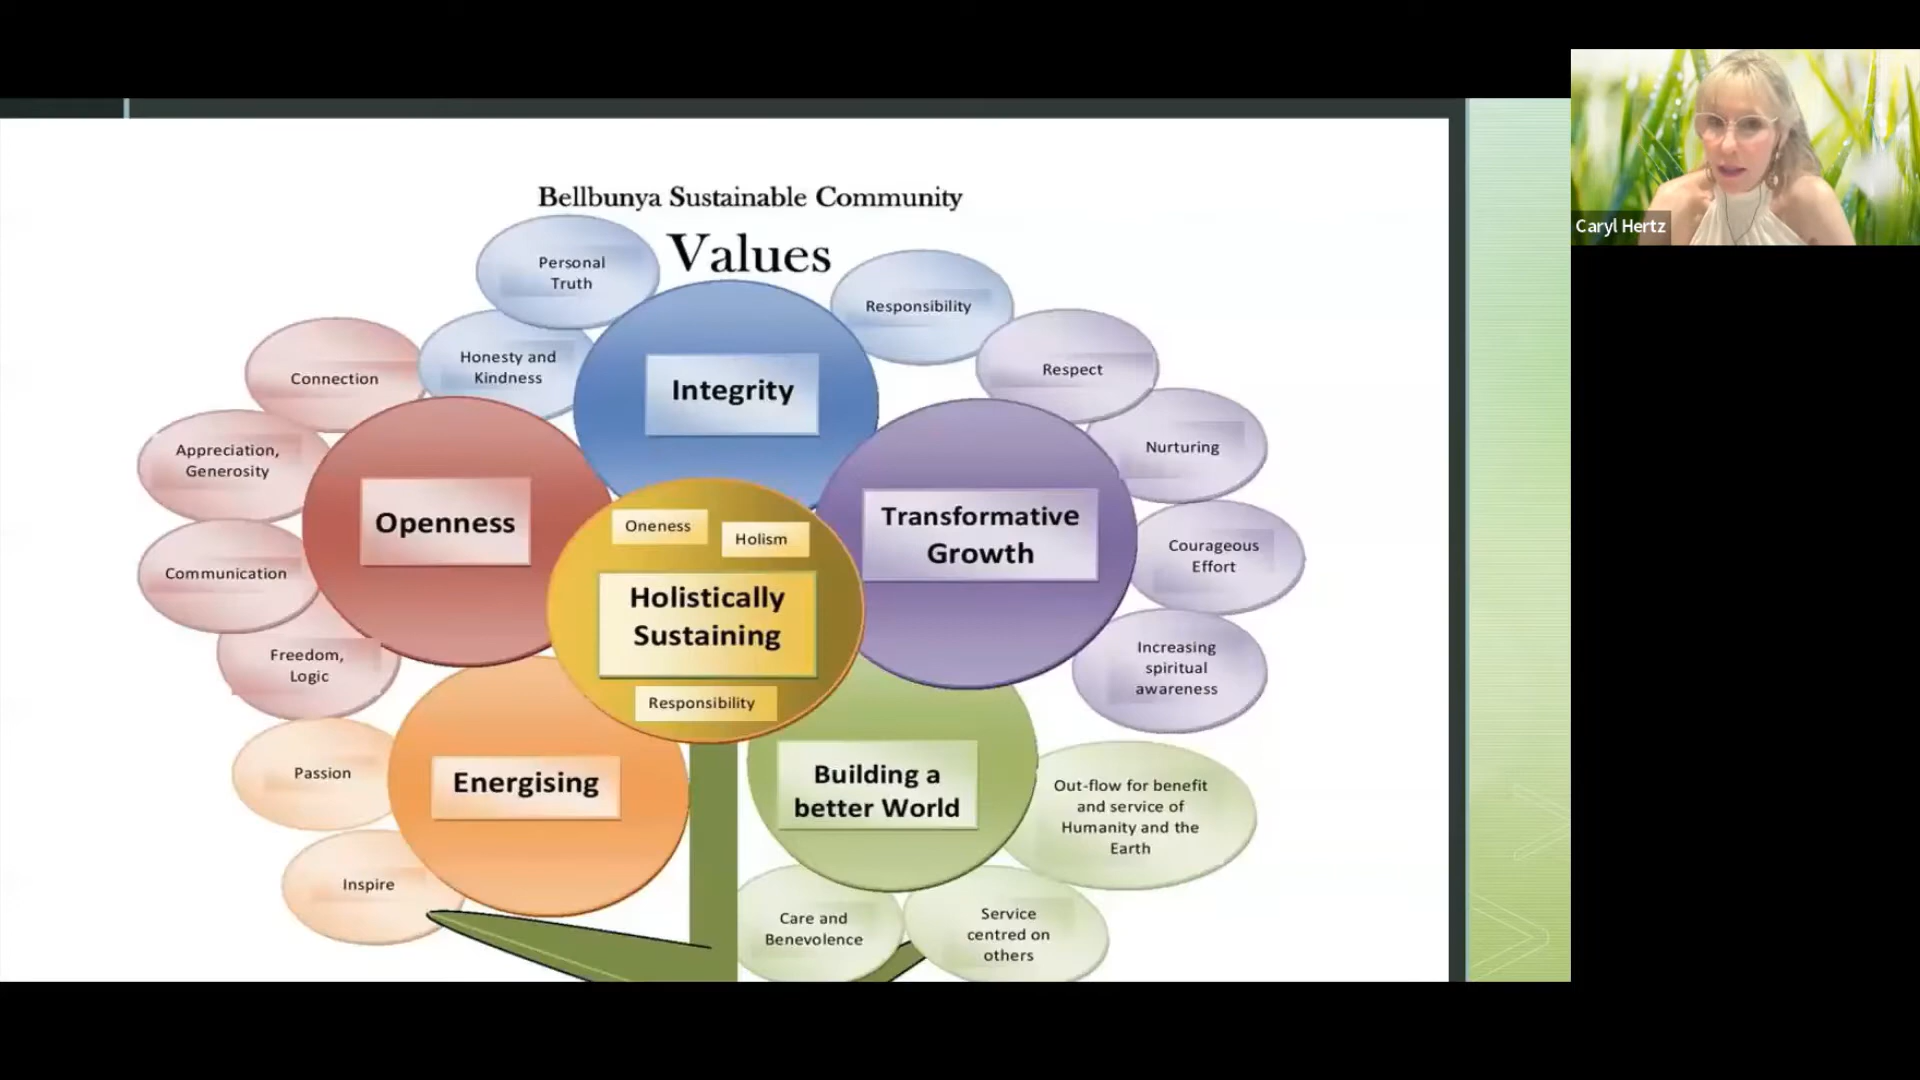 Bellbunya Sustainable Community
Values
Personal
Truth
Responsibility
Honesty and
Kindness
Connection
Integrity
Respect
Appreciation,
Generosity
Nurturing
Openness
Oneness
Holism
Transformative
Growth
Courageous
Effort
Communication
Holistically
Sustaining
Freedom,
Logic
Responsibility
Increasing
spiritual
awareness
Passion
Energising
Building a
better World
Out-flow for benefit
and service of
Humanity and the
Earth
Inspire
Care and
Benevolence
Service
centred on
others
Caryl Hertz